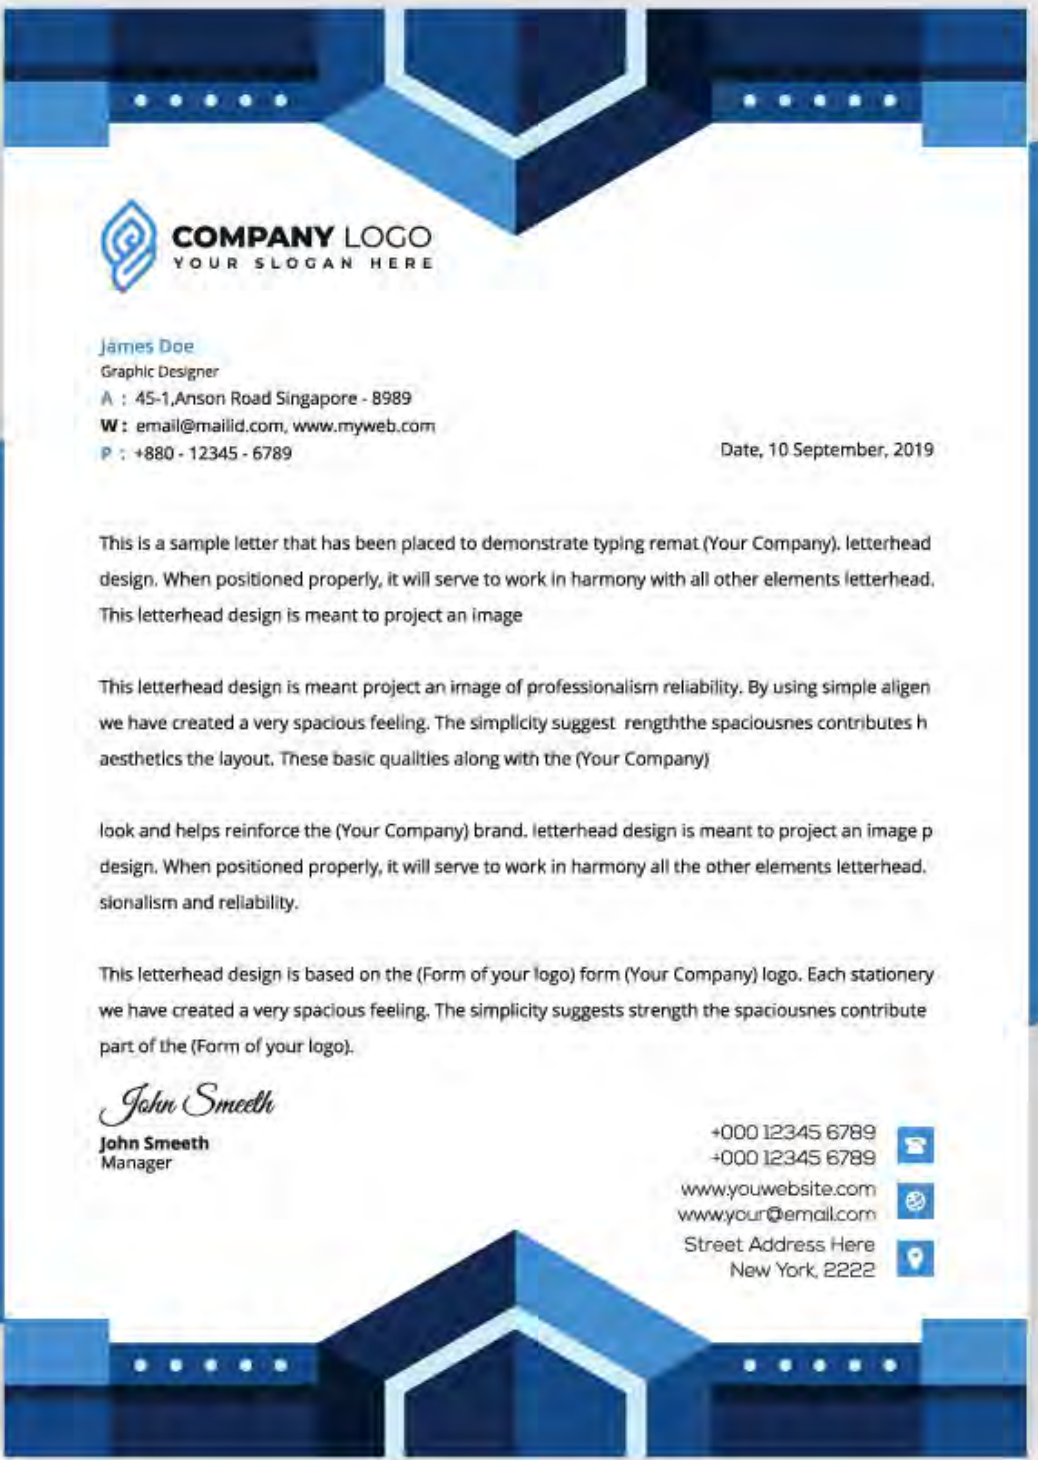 COMPANY LOGO
YOUR SLOGAN HERE
James Doe
Graphic Designer
A : 45-1,Anson Road Singapore - 8989
W : email@mailid.com, www.myweb.com
P : +880 - 12345 - 6789
Date, 10 September, 2019
This is a sample letter that has been placed to demonstrate typing remat (Your Company). letterhead
design. When positioned properly, it will serve to work in harmony with all other elements letterhead.
This letterhead design is meant to project an image
This letterhead design is meant project an image of professionalism reliability. By using simple aligen
we have created a very spacious feeling. The simplicity suggest rengththe spaciousnes contributes h
aesthetics the layout. These basic qualities along with the (Your Company)
look and helps reinforce the (Your Company) brand. letterhead design is meant to project an image p
design. When positioned properly, it will serve to work in harmony all the other elements letterhead.
sionalism and reliability.
This letterhead design is based on the (Form of your logo) form (Your Company) logo. Each stationery
we have created a very spacious feeling. The simplicity suggests strength the spaciousnes contribute
part of the (Form of your logo).
John Smeeth
John Smeeth
Manager
+000 12345 6789
+000 12345 6789
www.youwebsite.com
www.your@email.com
Street Address Here
New York, 2222